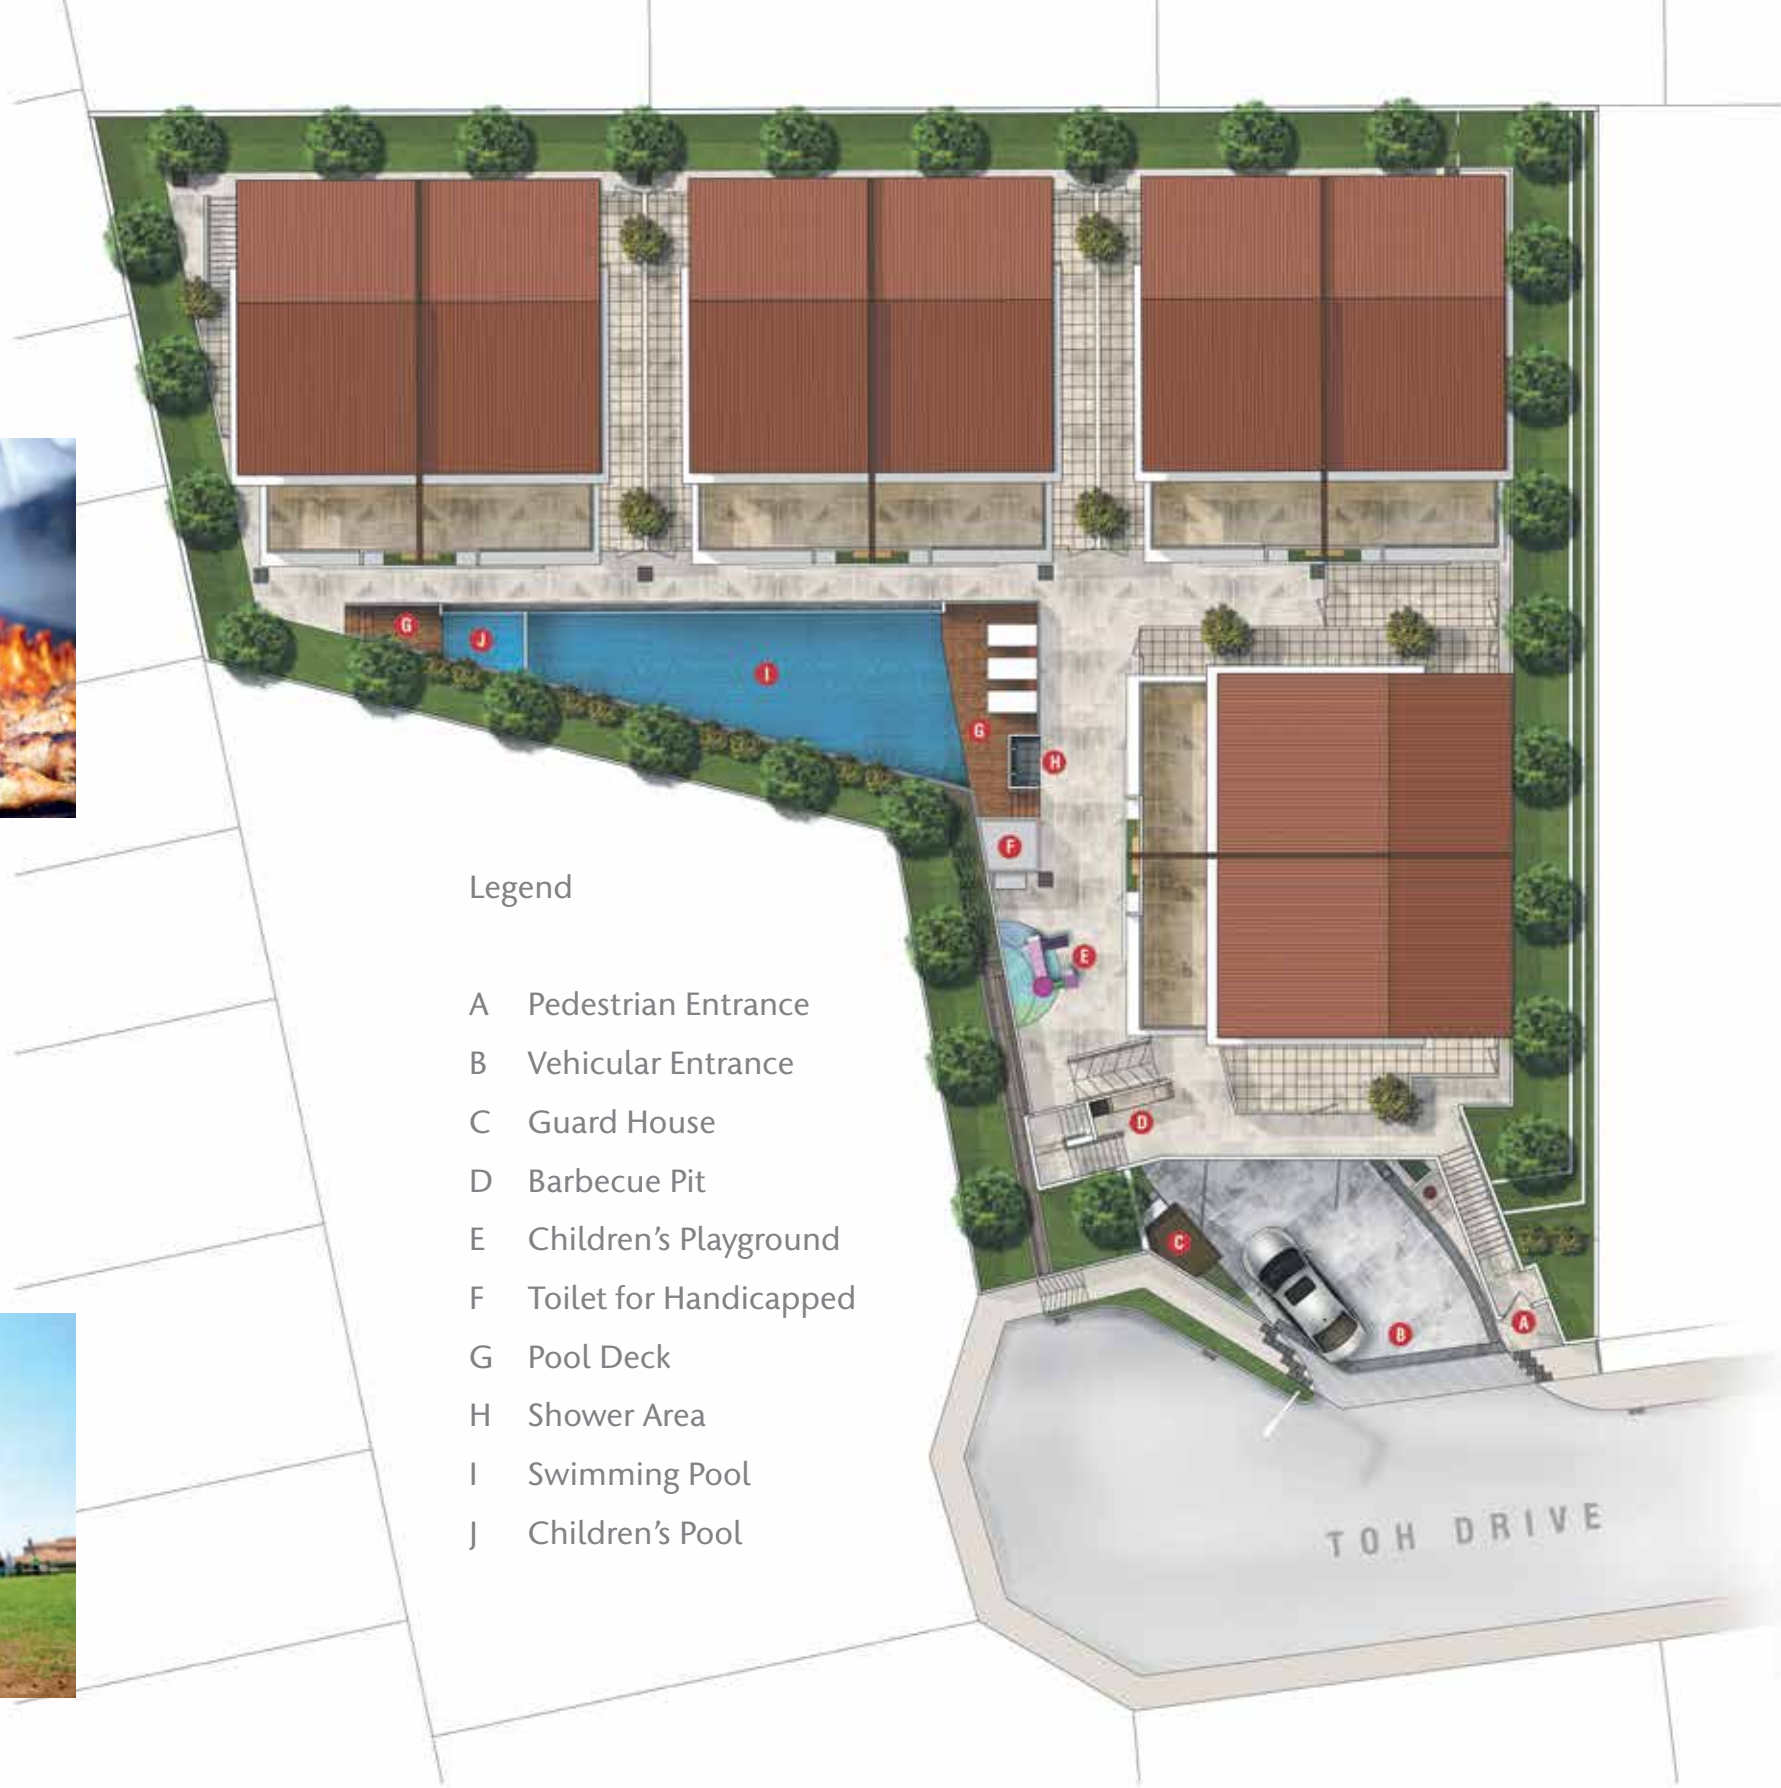 G
J
I
G
H
F
E
D
C
B
A
Legend
A Pedestrian Entrance
B Vehicular Entrance
C Guard House
D Barbecue Pit
E Children’s Playground
F Toilet for Handicapped
G Pool Deck
H Shower Area
I Swimming Pool
J Children’s Pool
TOH DRIVE